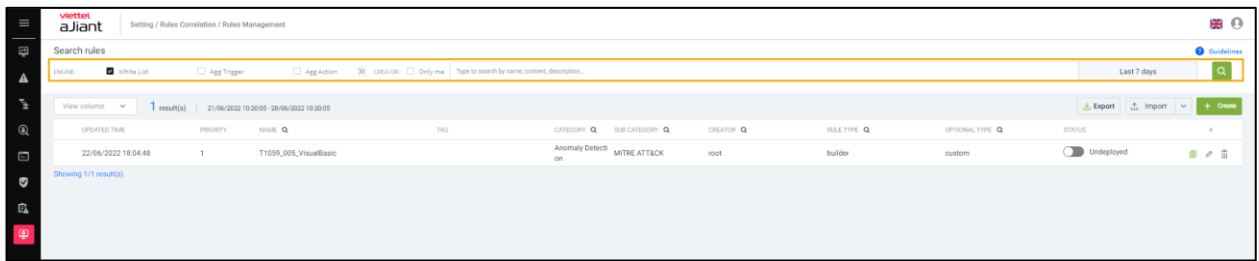 viettel
aJiant
Setting / Rules Correlation / Rules Management
Search rules
Guidelines
ENGINE : White List Agg Trigger Agg Action CREATOR : Only me Type to search by name, content, description... Last 7 days
View column 1 result(s) 21/06/2022 10:20:05 - 28/06/2022 10:20:05 Export Import + Create
UPDATED TIME PRIORITY NAME TAG CATEGORY SUB CATEGORY CREATOR RULE TYPE OPTIONAL TYPE STATUS #
22/06/2022 18:04:48 1 T1059_005_VisualBasic Anomaly Detecti MITRE ATT&CK root builder custom Undeployed
on
Showing 1/1 result(s)